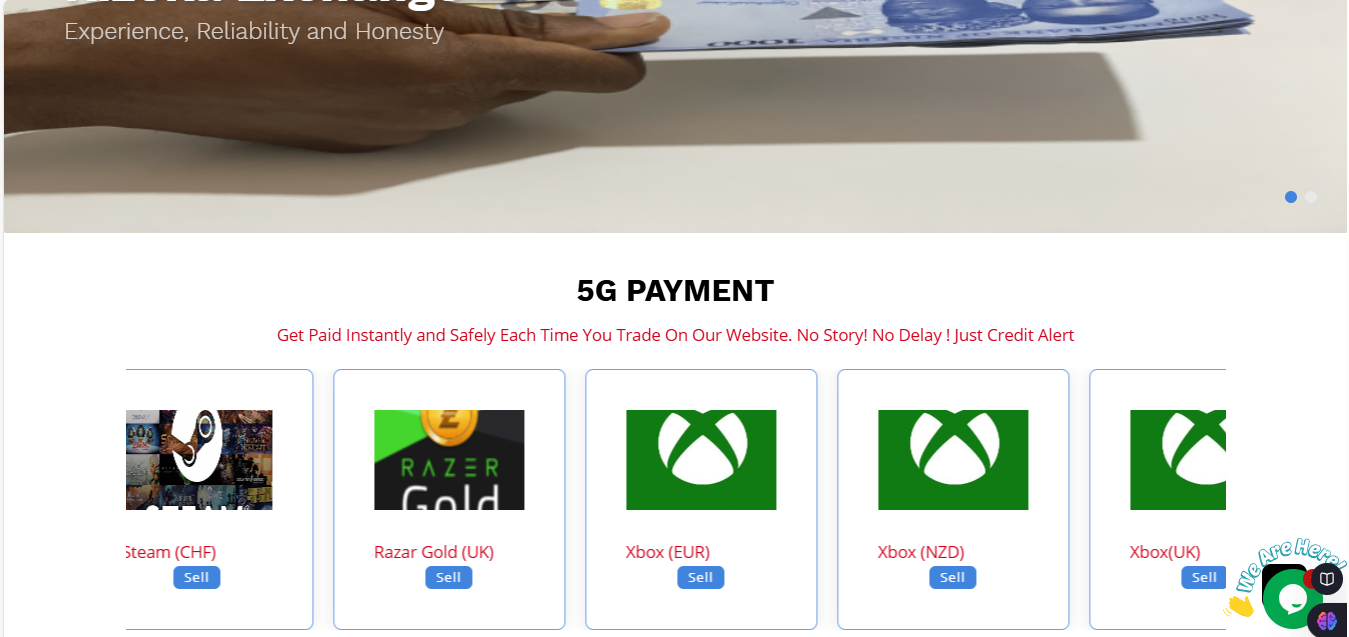 Experience, Reliability and Honesty
1000
5G PAYMENT
Get Paid Instantly and Safely Each Time You Trade On Our Website. No Story! No Delay ! Just Credit Alert
RAZER
Gold
STEAM
Steam (CHF)
Razar Gold (UK)
Xbox (EUR)
Xbox (NZD)
Xbox(UK)
Sell
Sell
Sell
Sell
Sell
We Are Here!